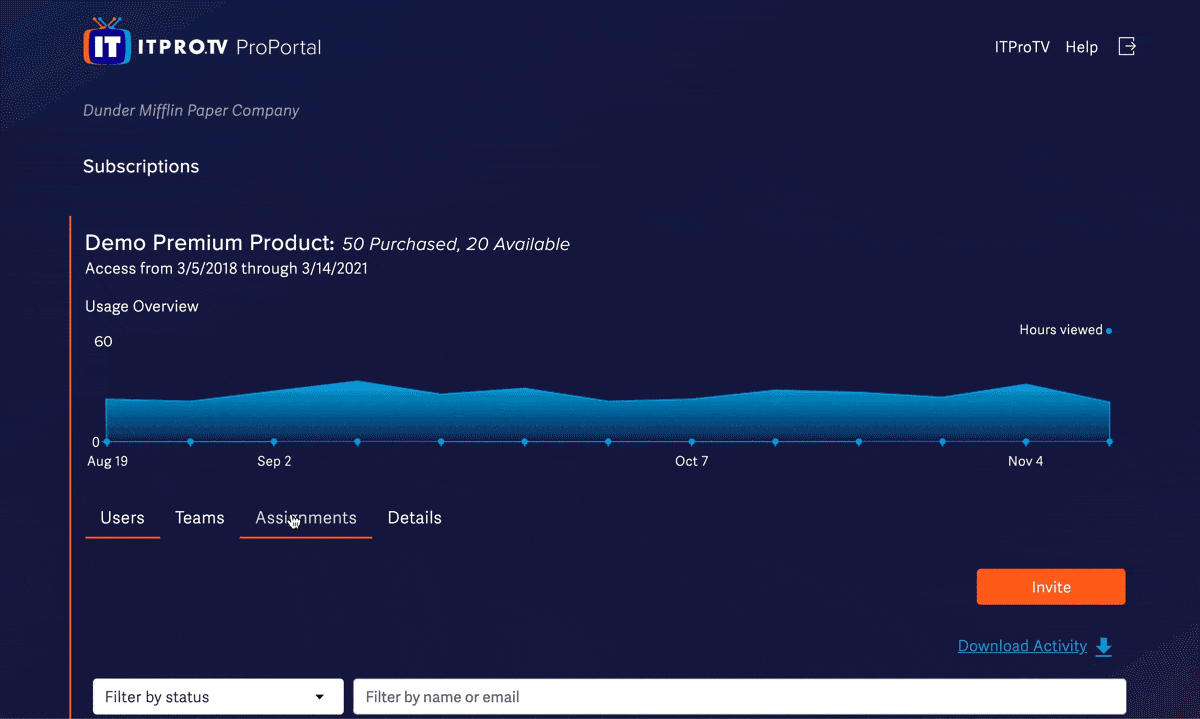 IT ITPRO.TV ProPortal ITProTV Help
Dunder Mifflin Paper Company
Subscriptions
Demo Premium Product: 50 Purchased, 20 Available
Access from 3/5/2018 through 3/14/2021
Usage Overview
Hours viewed
60
0
Aug 19 Sep 2 Oct 7 Nov 4
Users Teams Assignments Details
Invite
Download Activity
Filter by status Filter by name or email